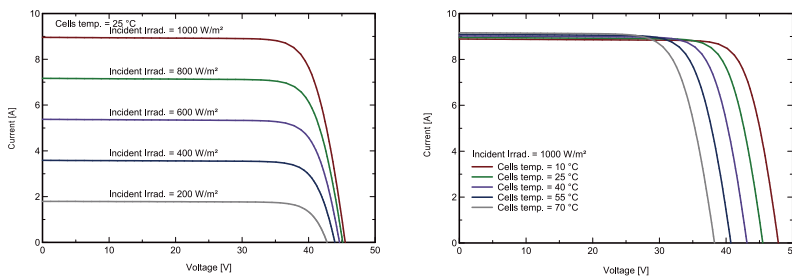 Cells temp. = 25 °C
Incident Irrad. = 1000 W/m²
Incident Irrad. = 800 W/m²
Incident Irrad. = 600 W/m²
Incident Irrad. = 400 W/m²
Incident Irrad. = 200 W/m²
10
8
6
4
2
0
Current [A]
0 10 20 30 40 50
Voltage [V]
10
8
6
4
2
0
Current [A]
Incident Irrad. = 1000 W/m²
Cells temp. = 10 °C
Cells temp. = 25 °C
Cells temp. = 40 °C
Cells temp. = 55 °C
Cells temp. = 70 °C
0 10 20 30 40 50
Voltage [V]